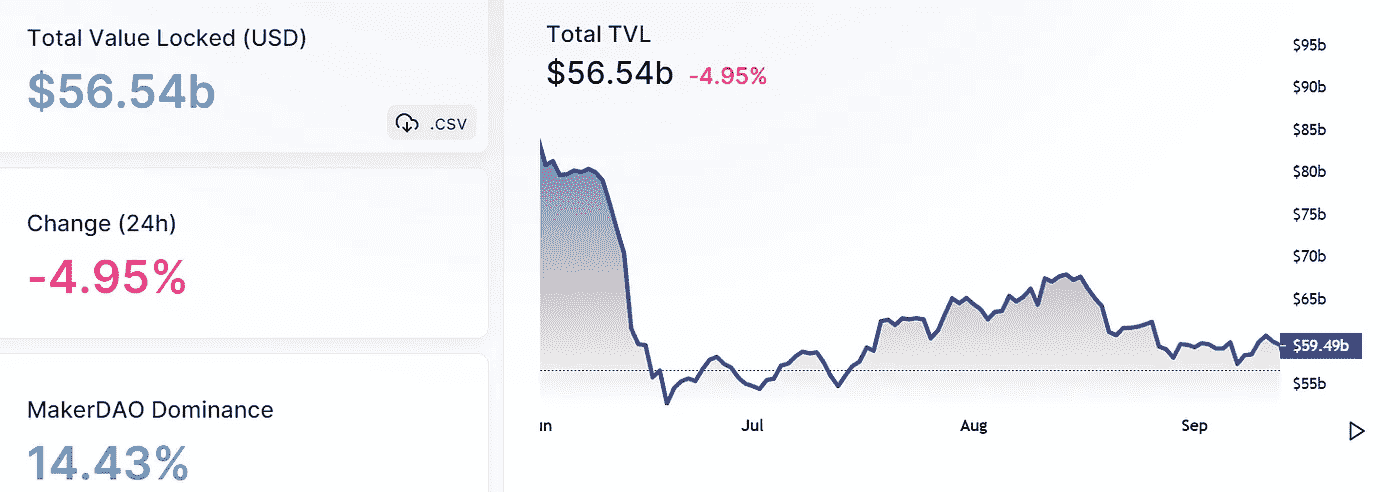 Total Value Locked (USD)
$56.54b
.csv
Change (24h)
-4.95%
MakerDAO Dominance
14.43%
Total TVL
$56.54b -4.95%
$95b
$90b
$85b
$80b
$75b
$70b
$65b
$59.49b
$55b
un Jul Aug Sep